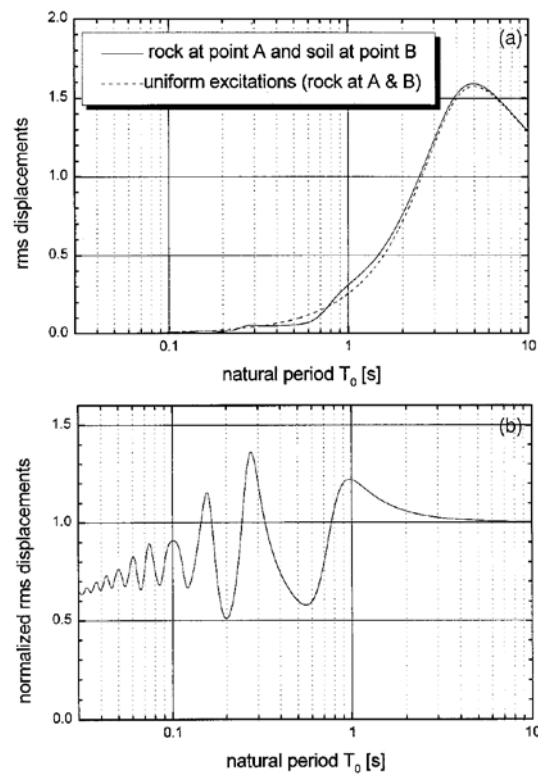 (a)
rock at point A and soil at point B
uniform excitations (rock at A & B)
2.0
1.5
1.0
0.5
0.0
rms displacements
0.1 1 10
natural period T₀ [s]
(b)
1.5
1.0
0.5
0.0
normalized rms displacements
0.1 1 10
natural period T₀ [s]